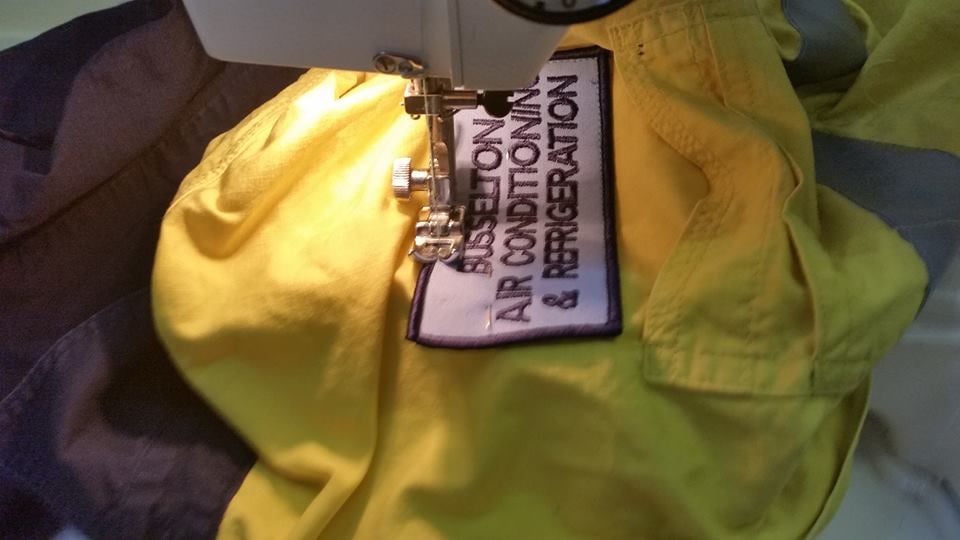 BUSSELTON
AIR CONDITIONING
& REFRIGERATION